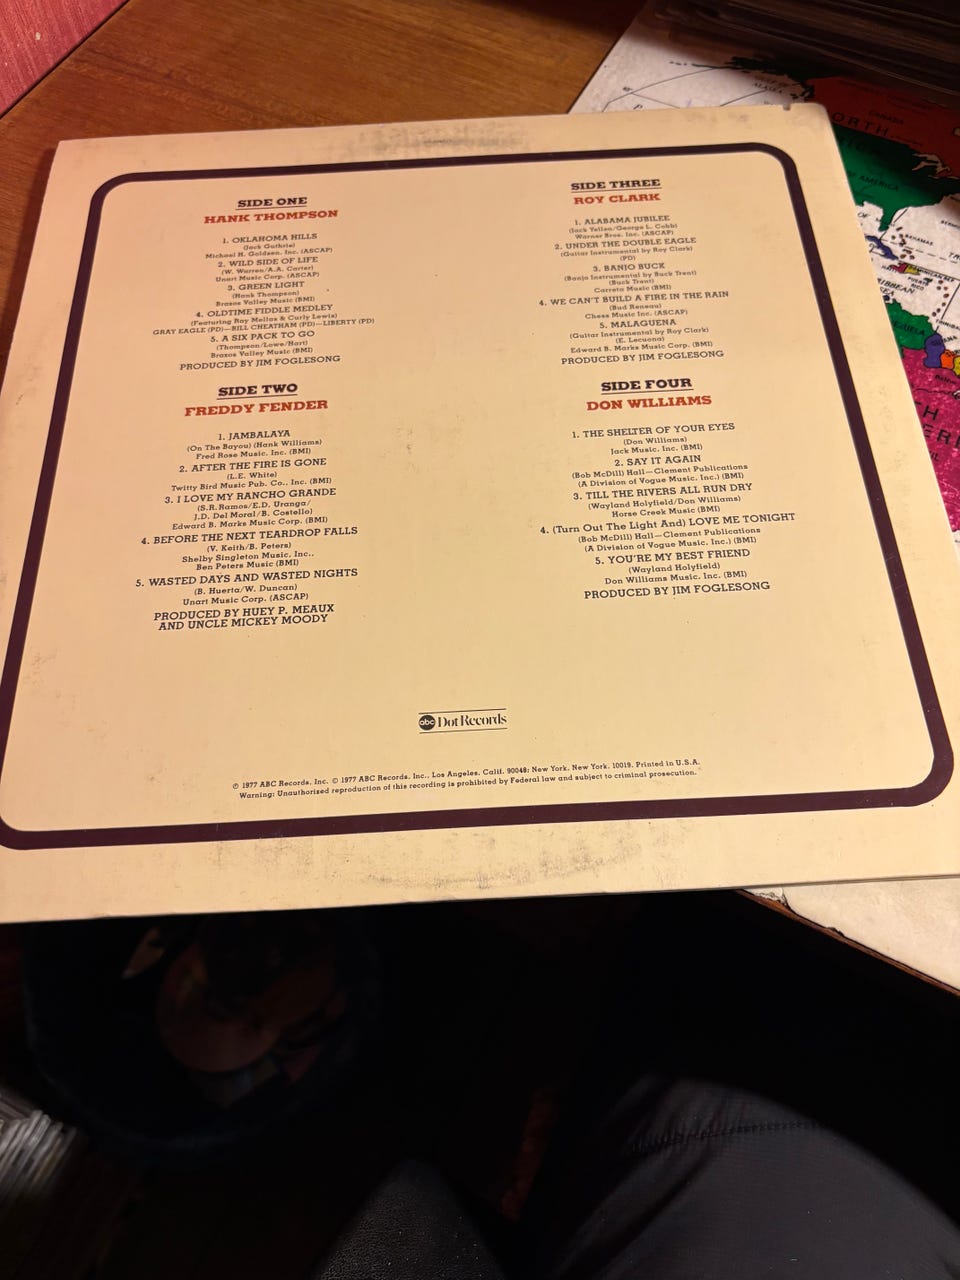 SIDE ONE
HANK THOMPSON
1. OKLAHOMA HILLS
(Jack Guthrie)
Michael H. Goldsen, Inc. (ASCAP)
2. WILD SIDE OF LIFE
(W. Warren/A.A. Carter)
Unart Music Corp. (ASCAP)
3. GREEN LIGHT
(Hank Thompson)
Brazos Valley Music (BMI)
4. OLDTIME FIDDLE MEDLEY
(Featuring Roy Mellos & Curly Lewis)
GRAY EAGLE (PD)—BILL CHEATHAM (PD)—LIBERTY (PD)
5. A SIX PACK TO GO
(Thompson/Lowe/Hart)
Brazos Valley Music (BMI)
PRODUCED BY JIM FOGLESONG
SIDE TWO
FREDDY FENDER
1. JAMBALAYA
(On The Bayou) (Hank Williams)
Fred Rose Music, Inc. (BMI)
2. AFTER THE FIRE IS GONE
(L.E. White)
Twitty Bird Music Pub. Co., Inc. (BMI)
3. I LOVE MY RANCHO GRANDE
(S.R. Ramos/E.D. Uranga/
J.D. Del Moral/B. Costello)
Edward B. Marks Music Corp. (BMI)
4. BEFORE THE NEXT TEARDROP FALLS
(V. Keith/B. Peters)
Shelby Singleton Music, Inc.,
Ben Peters Music (BMI)
5. WASTED DAYS AND WASTED NIGHTS
(B. Huerta/W. Duncan)
Unart Music Corp. (ASCAP)
PRODUCED BY HUEY P. MEAUX
AND UNCLE MICKEY MOODY
SIDE THREE
ROY CLARK
1. ALABAMA JUBILEE
(Jack Yellen/George L. Cobb)
Warner Bros. Inc. (ASCAP)
2. UNDER THE DOUBLE EAGLE
(Guitar Instrumental by Roy Clark)
(PD)
3. BANJO BUCK
(Banjo Instrumental by Buck Trent)
(Buck Trent)
Carreta Music (BMI)
4. WE CAN'T BUILD A FIRE IN THE RAIN
(Bud Reneau)
Chess Music Inc. (ASCAP)
5. MALAGUENA
(Guitar Instrumental by Roy Clark)
(E. Lecuona)
Edward B. Marks Music Corp. (BMI)
PRODUCED BY JIM FOGLESONG
SIDE FOUR
DON WILLIAMS
1. THE SHELTER OF YOUR EYES
(Don Williams)
Jack Music, Inc. (BMI)
2. SAY IT AGAIN
(Bob McDill) Hall—Clement Publications
(A Division of Vogue Music, Inc.) (BMI)
3. TILL THE RIVERS ALL RUN DRY
(Wayland Holyfield/Don Williams)
Horse Creek Music (BMI)
4. (Turn Out The Light And) LOVE ME TONIGHT
(Bob McDill) Hall—Clement Publications
(A Division of Vogue Music, Inc.) (BMI)
5. YOU'RE MY BEST FRIEND
(Wayland Holyfield)
Don Williams Music, Inc. (BMI)
PRODUCED BY JIM FOGLESONG
abc Dot Records
℗ 1977 ABC Records, Inc. © 1977 ABC Records, Inc., Los Angeles, Calif. 90048; New York, New York, 10019. Printed in U.S.A.
Warning: Unauthorized reproduction of this recording is prohibited by Federal law and subject to criminal prosecution.
CANADA
BAHAMAS